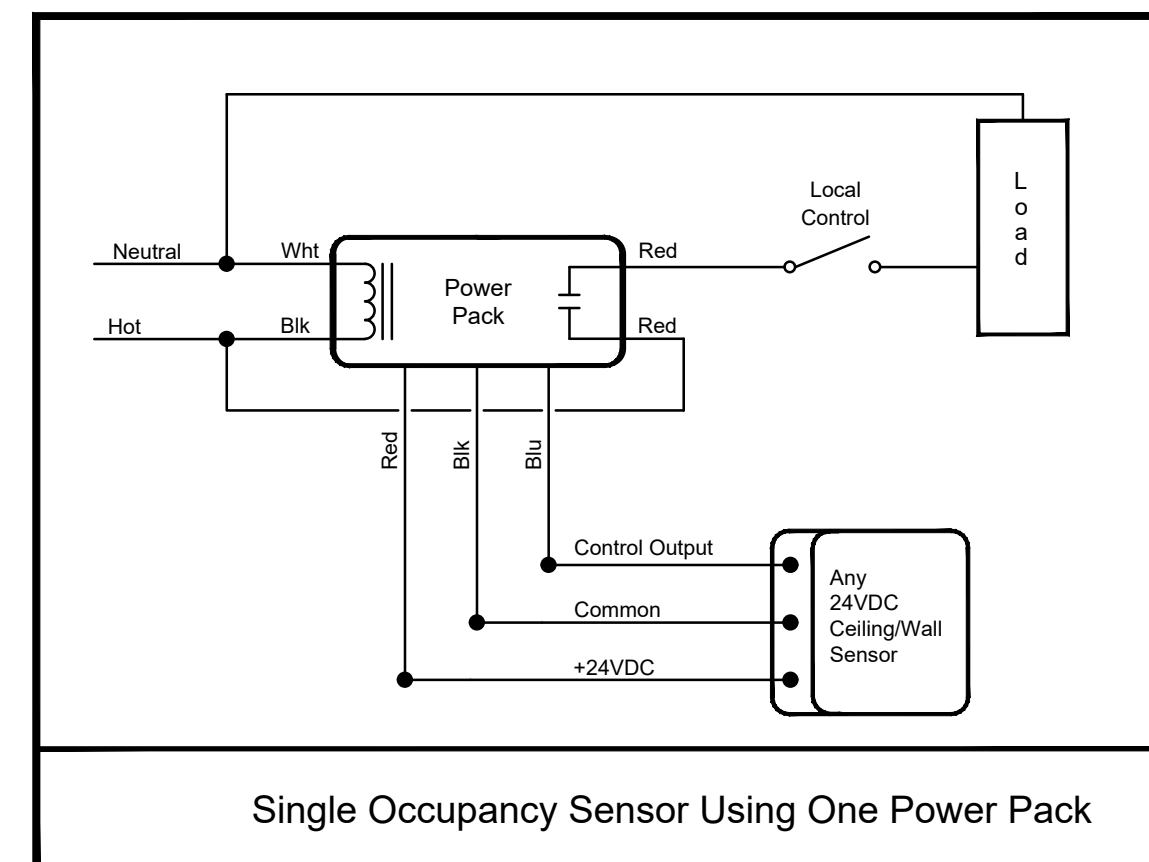 Local
Control
L
o
a
d
Neutral
Wht
Red
Power
Pack
Hot
Blk
Red
Red
Blk
Blu
Control Output
Common
+24VDC
Any
24VDC
Ceiling/Wall
Sensor
Single Occupancy Sensor Using One Power Pack